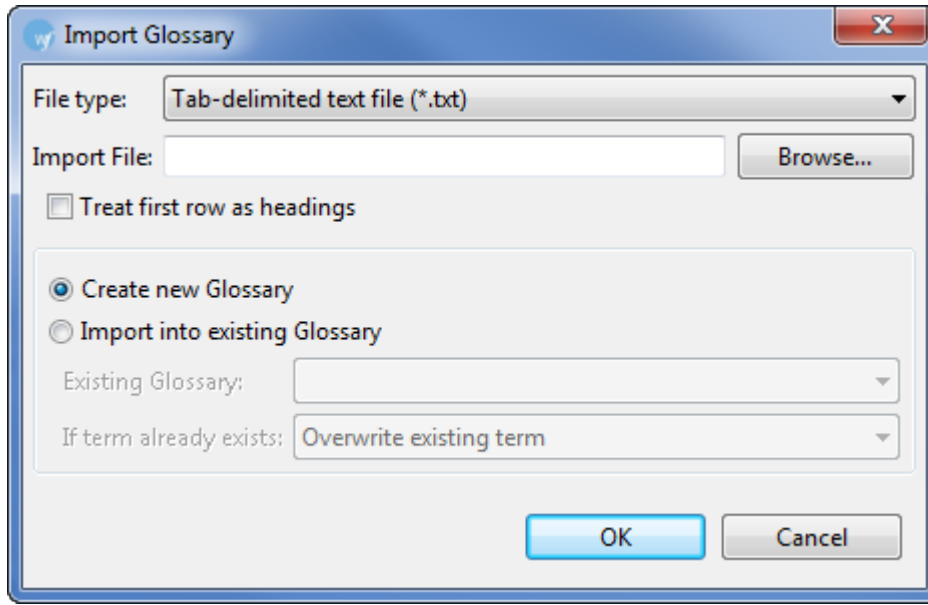 Import Glossary
File type: Tab-delimited text file (*.txt)
Import File: Browse...
Treat first row as headings
Create new Glossary
Import into existing Glossary
Existing Glossary:
If term already exists: Overwrite existing term
OK Cancel